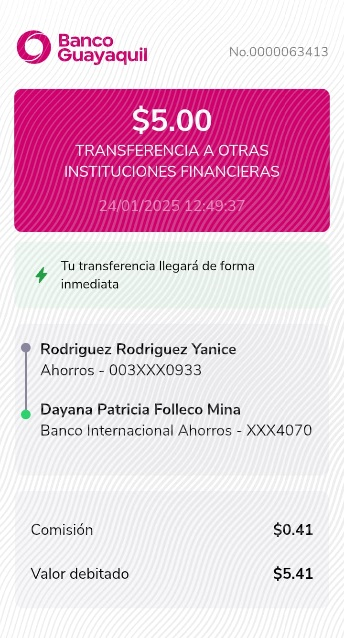 Banco
Guayaquil
No.0000063413
$5.00
TRANSFERENCIA A OTRAS
INSTITUCIONES FINANCIERAS
24/01/2025 12:49:37
Tu transferencia llegará de forma
inmediata
Rodriguez Rodriguez Yanice
Ahorros - 003XXX0933
Dayana Patricia Folleco Mina
Banco Internacional Ahorros - XXX4070
Comisión $0.41
Valor debitado $5.41